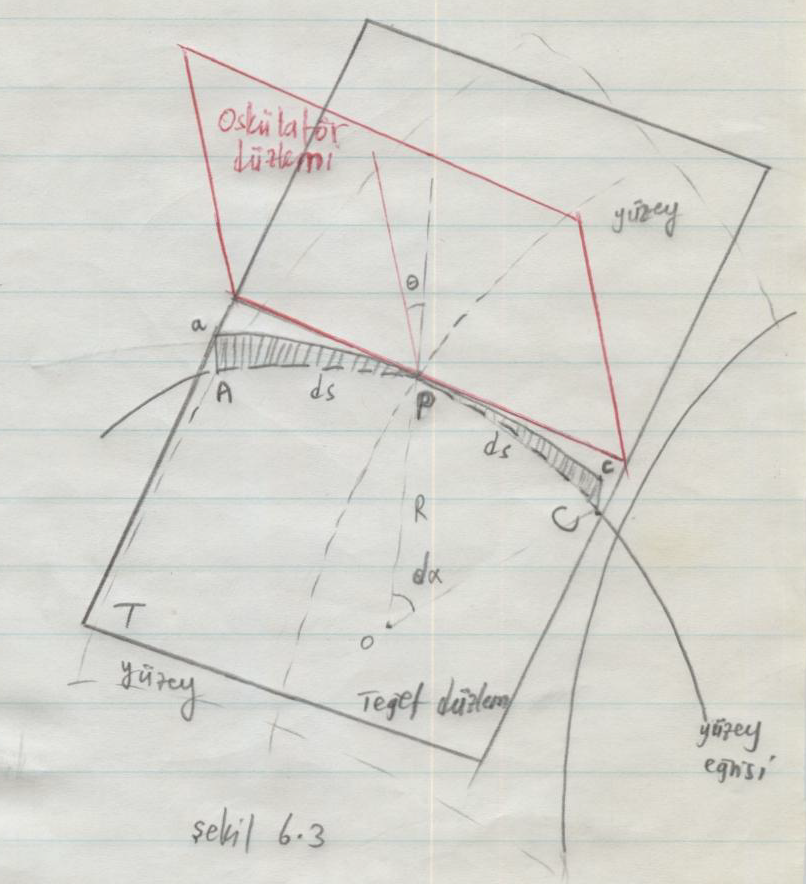 Oskülatör
düzlemi
yüzey
θ
a
A
ds
P
ds
c
C
R
dα
O
T
yüzey
Teğet düzlem
yüzey
eğrisi
şekil 6.3